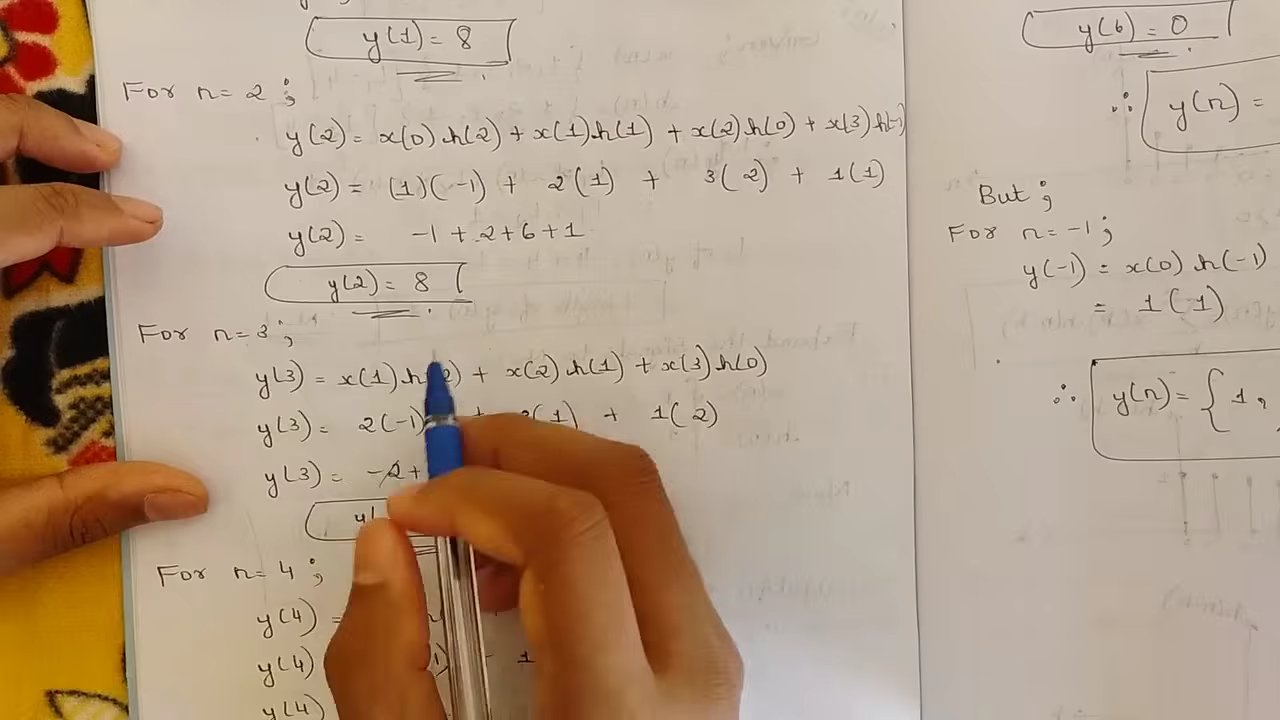 y(1) = 8
For n = 2 ;
y(2) = x(0) h(2) + x(1) h(1) + x(2) h(0) + x(3) h(-1)
y(2) = (1)(-1) + 2(1) + 3(2) + 1(1)
y(2) = -1 + 2 + 6 + 1
y(2) = 8
For n = 3 ;
y(3) = x(1) h(2) + x(2) h(1) + x(3) h(0)
y(3) = 2(-1) + 3(1) + 1(2)
y(3) = -2 +
For n = 4 ;
y(4) =
y(4)
y(4)
y(6) = 0
∴ y(n) =
But ;
For n = -1 ;
y(-1) = x(0) h(-1)
= 1(1)
∴ y(n) = { 1,